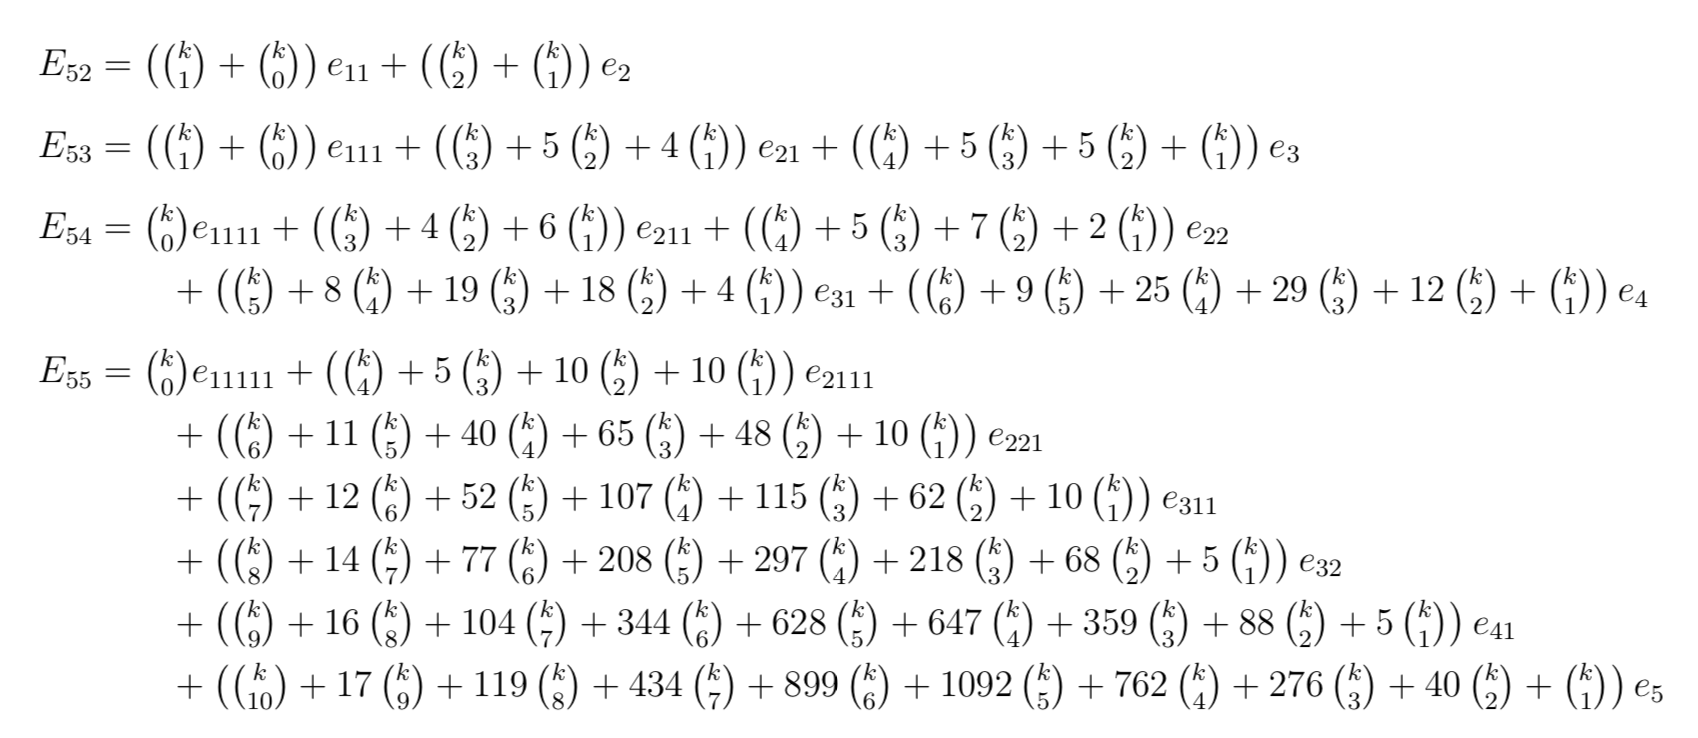 $E_{52} = \left(\binom{k}{1} + \binom{k}{0}\right) e_{11} + \left(\binom{k}{2} + \binom{k}{1}\right) e_2$
$E_{53} = \left(\binom{k}{1} + \binom{k}{0}\right) e_{111} + \left(\binom{k}{3} + 5\binom{k}{2} + 4\binom{k}{1}\right) e_{21} + \left(\binom{k}{4} + 5\binom{k}{3} + 5\binom{k}{2} + \binom{k}{1}\right) e_3$
$E_{54} = \binom{k}{0} e_{1111} + \left(\binom{k}{3} + 4\binom{k}{2} + 6\binom{k}{1}\right) e_{211} + \left(\binom{k}{4} + 5\binom{k}{3} + 7\binom{k}{2} + 2\binom{k}{1}\right) e_{22}$
$+ \left(\binom{k}{5} + 8\binom{k}{4} + 19\binom{k}{3} + 18\binom{k}{2} + 4\binom{k}{1}\right) e_{31} + \left(\binom{k}{6} + 9\binom{k}{5} + 25\binom{k}{4} + 29\binom{k}{3} + 12\binom{k}{2} + \binom{k}{1}\right) e_4$
$E_{55} = \binom{k}{0} e_{11111} + \left(\binom{k}{4} + 5\binom{k}{3} + 10\binom{k}{2} + 10\binom{k}{1}\right) e_{2111}$
$+ \left(\binom{k}{6} + 11\binom{k}{5} + 40\binom{k}{4} + 65\binom{k}{3} + 48\binom{k}{2} + 10\binom{k}{1}\right) e_{221}$
$+ \left(\binom{k}{7} + 12\binom{k}{6} + 52\binom{k}{5} + 107\binom{k}{4} + 115\binom{k}{3} + 62\binom{k}{2} + 10\binom{k}{1}\right) e_{311}$
$+ \left(\binom{k}{8} + 14\binom{k}{7} + 77\binom{k}{6} + 208\binom{k}{5} + 297\binom{k}{4} + 218\binom{k}{3} + 68\binom{k}{2} + 5\binom{k}{1}\right) e_{32}$
$+ \left(\binom{k}{9} + 16\binom{k}{8} + 104\binom{k}{7} + 344\binom{k}{6} + 628\binom{k}{5} + 647\binom{k}{4} + 359\binom{k}{3} + 88\binom{k}{2} + 5\binom{k}{1}\right) e_{41}$
$+ \left(\binom{k}{10} + 17\binom{k}{9} + 119\binom{k}{8} + 434\binom{k}{7} + 899\binom{k}{6} + 1092\binom{k}{5} + 762\binom{k}{4} + 276\binom{k}{3} + 40\binom{k}{2} + \binom{k}{1}\right) e_5$